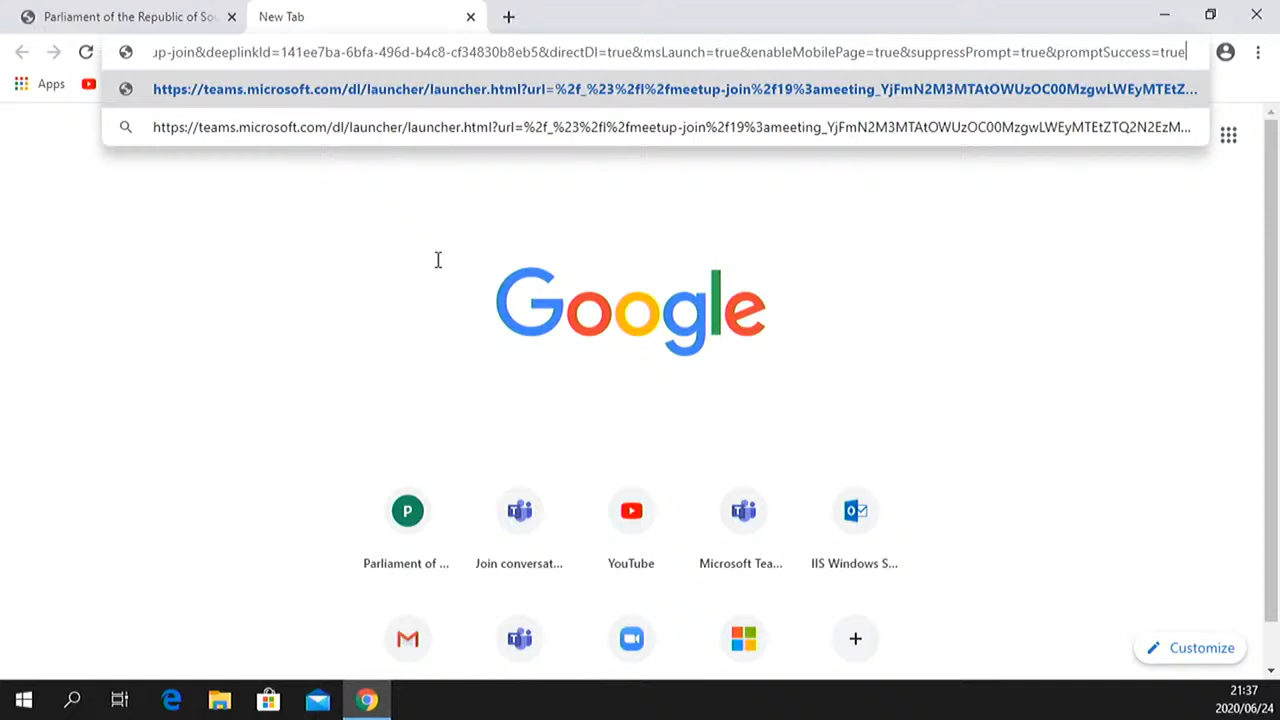 Parliament of the Republic of Sou
New Tab
up-join&deeplinkId=141ee7ba-6bfa-496d-b4c8-cf34830b8eb5&directDl=true&msLaunch=true&enableMobilePage=true&suppressPrompt=true&promptSuccess=true
Apps
https://teams.microsoft.com/dl/launcher/launcher.html?url=%2f_%23%2fl%2fmeetup-join%2f19%3ameeting_YjFmN2M3MTAtOWUzOC00MzgwLWEyMTEtZ...
https://teams.microsoft.com/dl/launcher/launcher.html?url=%2f_%23%2fl%2fmeetup-join%2f19%3ameeting_YjFmN2M3MTAtOWUzOC00MzgwLWEyMTEtZTQ2N2EzM...
Google
P
Parliament of ...
Join conversat...
YouTube
Microsoft Tea...
IIS Windows S...
Customize
21:37
2020/06/24